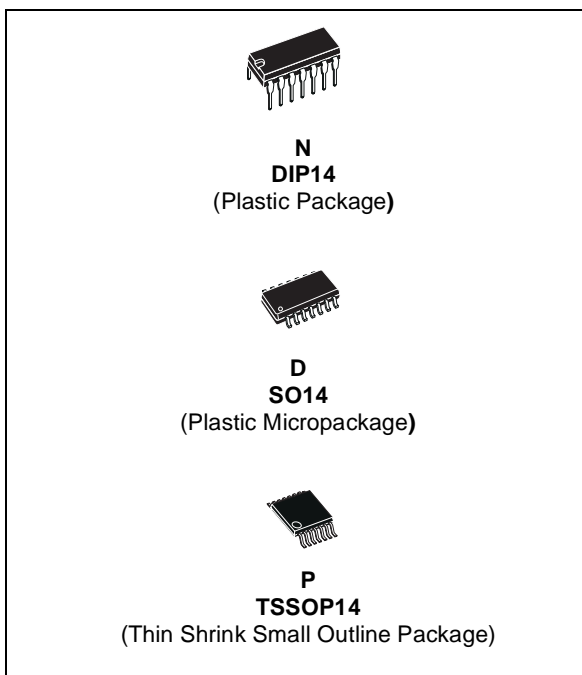 N
DIP14
(Plastic Package)
D
SO14
(Plastic Micropackage)
P
TSSOP14
(Thin Shrink Small Outline Package)